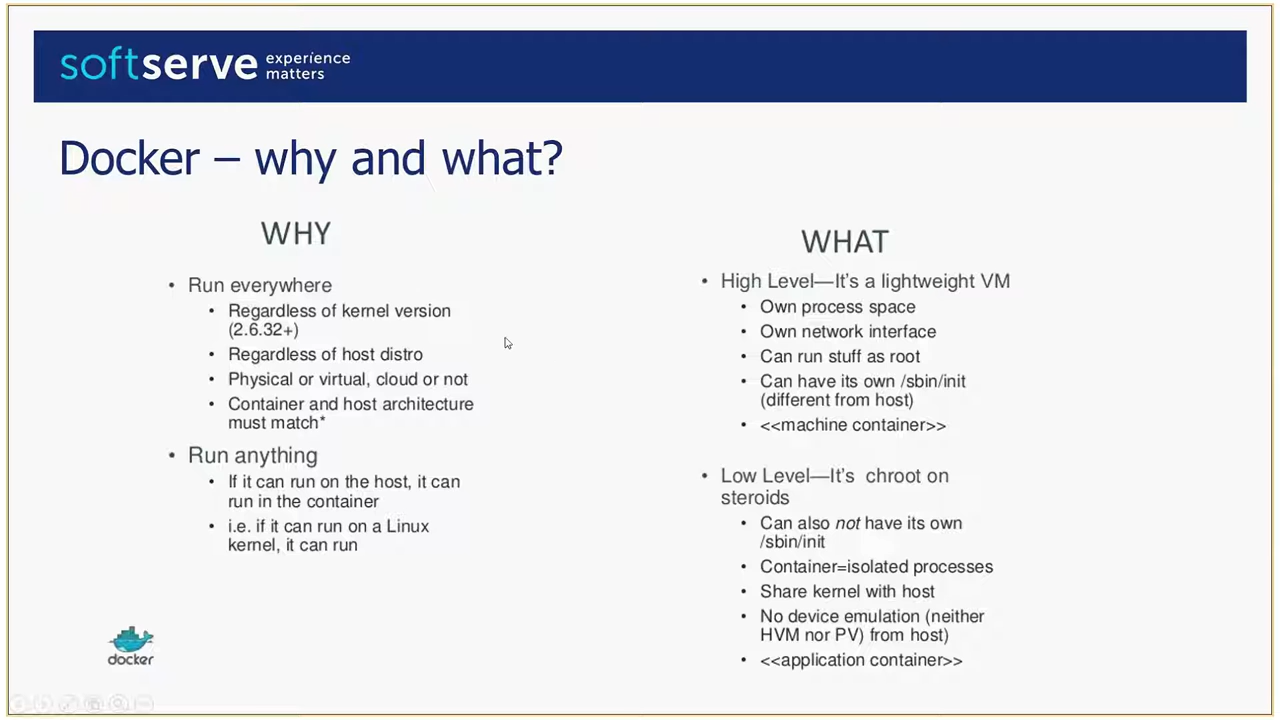 softserve experience
matters
Docker – why and what?
WHY
• Run everywhere
• Regardless of kernel version
(2.6.32+)
• Regardless of host distro
• Physical or virtual, cloud or not
• Container and host architecture
must match*
• Run anything
• If it can run on the host, it can
run in the container
• i.e. if it can run on a Linux
kernel, it can run
WHAT
• High Level—It's a lightweight VM
• Own process space
• Own network interface
• Can run stuff as root
• Can have its own /sbin/init
(different from host)
• <<machine container>>
• Low Level—It's  chroot on
steroids
• Can also not have its own
/sbin/init
• Container=isolated processes
• Share kernel with host
• No device emulation (neither
HVM nor PV) from host)
• <<application container>>
docker